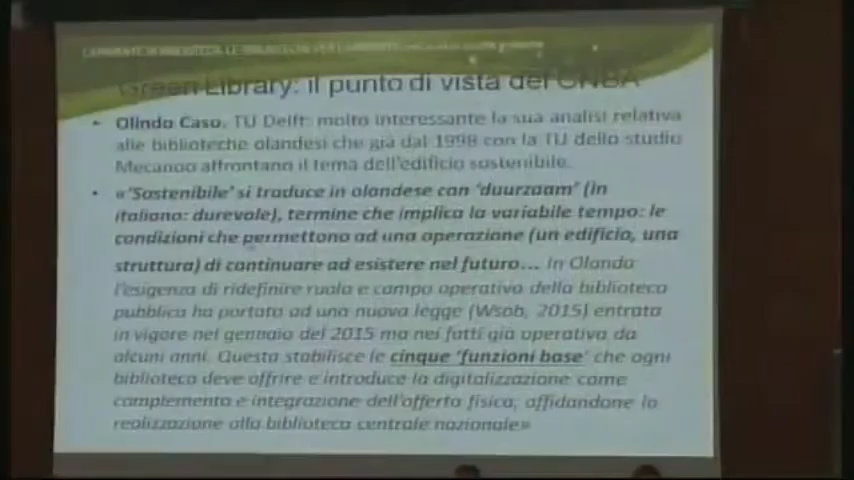 Green Library: il punto di vista del CNBA
• Olindo Caso, TU Delft: molto interessante la sua analisi relativa
alle biblioteche olandesi che già dal 1998 con la TU dello studio
Mecanoo affrontano il tema dell'edificio sostenibile.
• «'Sostenibile' si traduce in olandese con 'duurzaam' (in
italiano: durevole), termine che implica la variabile tempo: le
condizioni che permettono ad una operazione (un edificio, una
struttura) di continuare ad esistere nel futuro... In Olanda
l'esigenza di ridefinire ruolo e campo operativo della biblioteca
pubblica ha portato ad una nuova legge (Wsob, 2015) entrata
in vigore nel gennaio del 2015 ma nei fatti già operativa da
alcuni anni. Questa stabilisce le cinque 'funzioni base' che ogni
biblioteca deve offrire e introduce la digitalizzazione come
complemento e integrazione dell'offerta fisica, affidandone la
realizzazione alla biblioteca centrale nazionale»